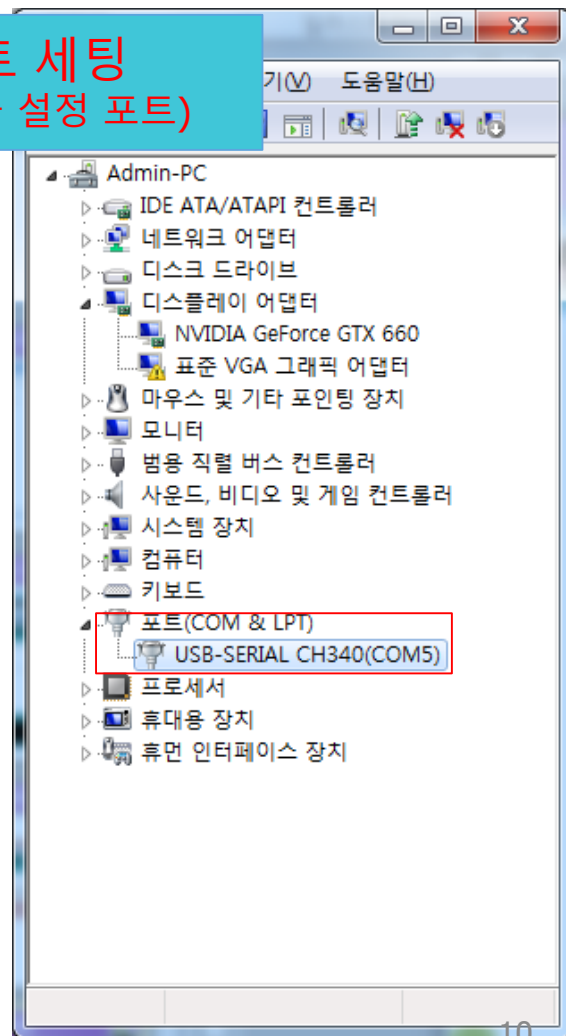 트 세팅
설정 포트)
기(V) 도움말(H)
Admin-PC
IDE ATA/ATAPI 컨트롤러
네트워크 어댑터
디스크 드라이브
디스플레이 어댑터
NVIDIA GeForce GTX 660
표준 VGA 그래픽 어댑터
마우스 및 기타 포인팅 장치
모니터
범용 직렬 버스 컨트롤러
사운드, 비디오 및 게임 컨트롤러
시스템 장치
컴퓨터
키보드
포트(COM & LPT)
USB-SERIAL CH340(COM5)
프로세서
휴대용 장치
휴먼 인터페이스 장치